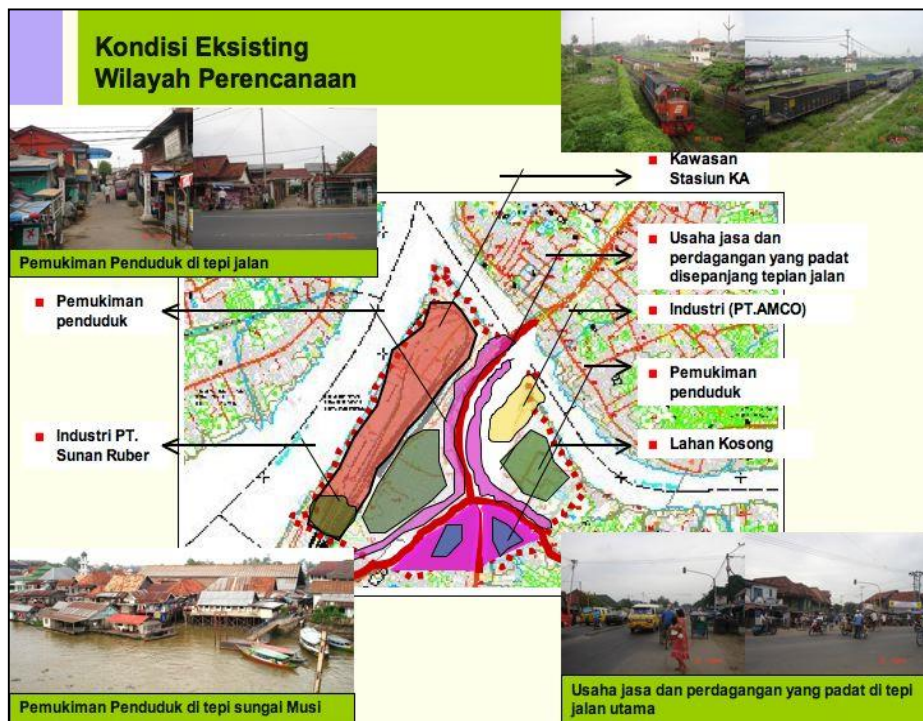 Kondisi Eksisting
Wilayah Perencanaan
Kawasan
Stasiun KA
Pemukiman Penduduk di tepi jalan
Usaha jasa dan
perdagangan yang padat
disepanjang tepian jalan
Pemukiman
penduduk
Industri (PT.AMCO)
Pemukiman
penduduk
Industri PT.
Sunan Ruber
Lahan Kosong
Pemukiman Penduduk di tepi sungai Musi
Usaha jasa dan perdagangan yang padat di tepi
jalan utama